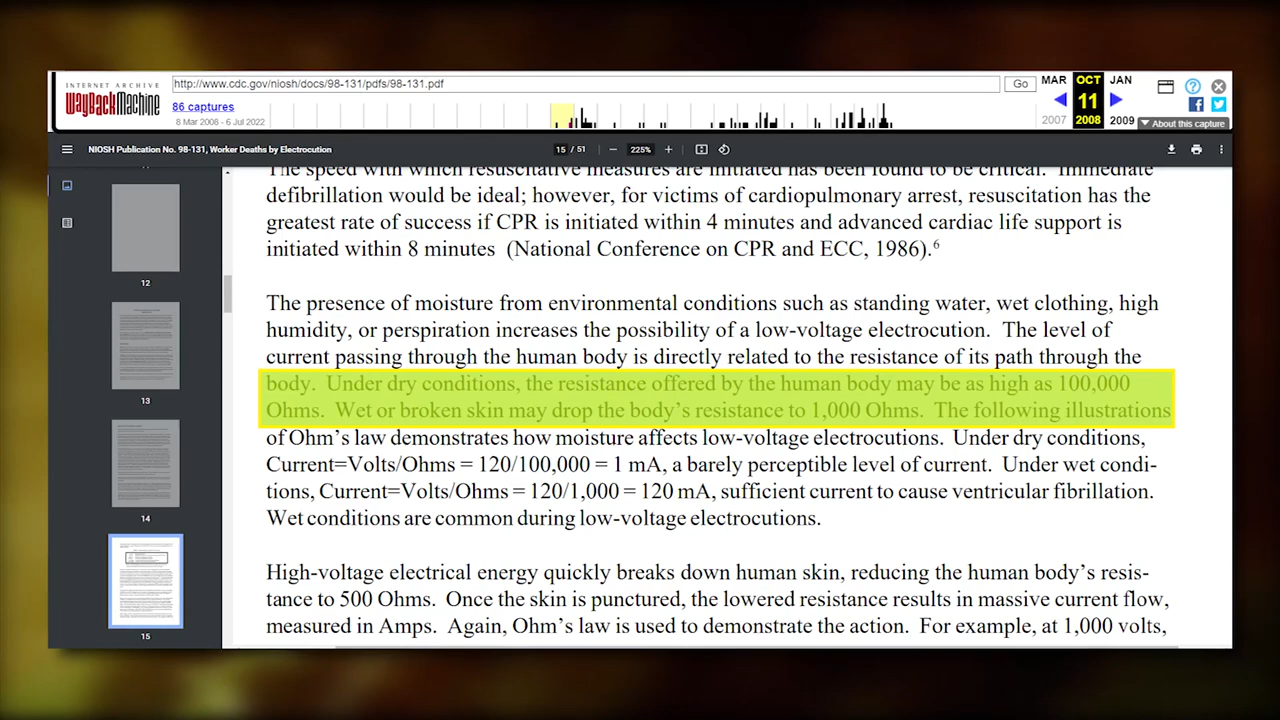 INTERNET ARCHIVE
WayBackMachine
http://www.cdc.gov/niosh/docs/98-131/pdfs/98-131.pdf
Go
MAR OCT JAN
86 captures
11
8 Mar 2008 - 6 Jul 2022
2007 2008 2009
About this capture
NIOSH Publication No. 98-131, Worker Deaths by Electrocution
15 / 51
225%
12
13
14
15
The speed with which resuscitative measures are initiated has been found to be critical. Immediate
defibrillation would be ideal; however, for victims of cardiopulmonary arrest, resuscitation has the
greatest rate of success if CPR is initiated within 4 minutes and advanced cardiac life support is
initiated within 8 minutes (National Conference on CPR and ECC, 1986).6
The presence of moisture from environmental conditions such as standing water, wet clothing, high
humidity, or perspiration increases the possibility of a low-voltage electrocution. The level of
current passing through the human body is directly related to the resistance of its path through the
body. Under dry conditions, the resistance offered by the human body may be as high as 100,000
Ohms. Wet or broken skin may drop the body's resistance to 1,000 Ohms. The following illustrations
of Ohm's law demonstrates how moisture affects low-voltage electrocutions. Under dry conditions,
Current=Volts/Ohms = 120/100,000 = 1 mA, a barely perceptible level of current. Under wet condi-
tions, Current=Volts/Ohms = 120/1,000 = 120 mA, sufficient current to cause ventricular fibrillation.
Wet conditions are common during low-voltage electrocutions.
High-voltage electrical energy quickly breaks down human skin, reducing the human body's resis-
tance to 500 Ohms. Once the skin is punctured, the lowered resistance results in massive current flow,
measured in Amps. Again, Ohm's law is used to demonstrate the action. For example, at 1,000 volts,